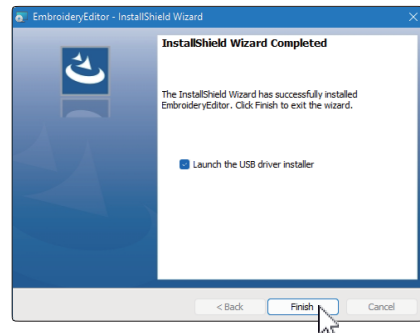 EmbroideryEditor - InstallShield Wizard
InstallShield Wizard Completed
The InstallShield Wizard has successfully installed
EmbroideryEditor. Click Finish to exit the wizard.
Launch the USB driver installer
< Back Finish Cancel